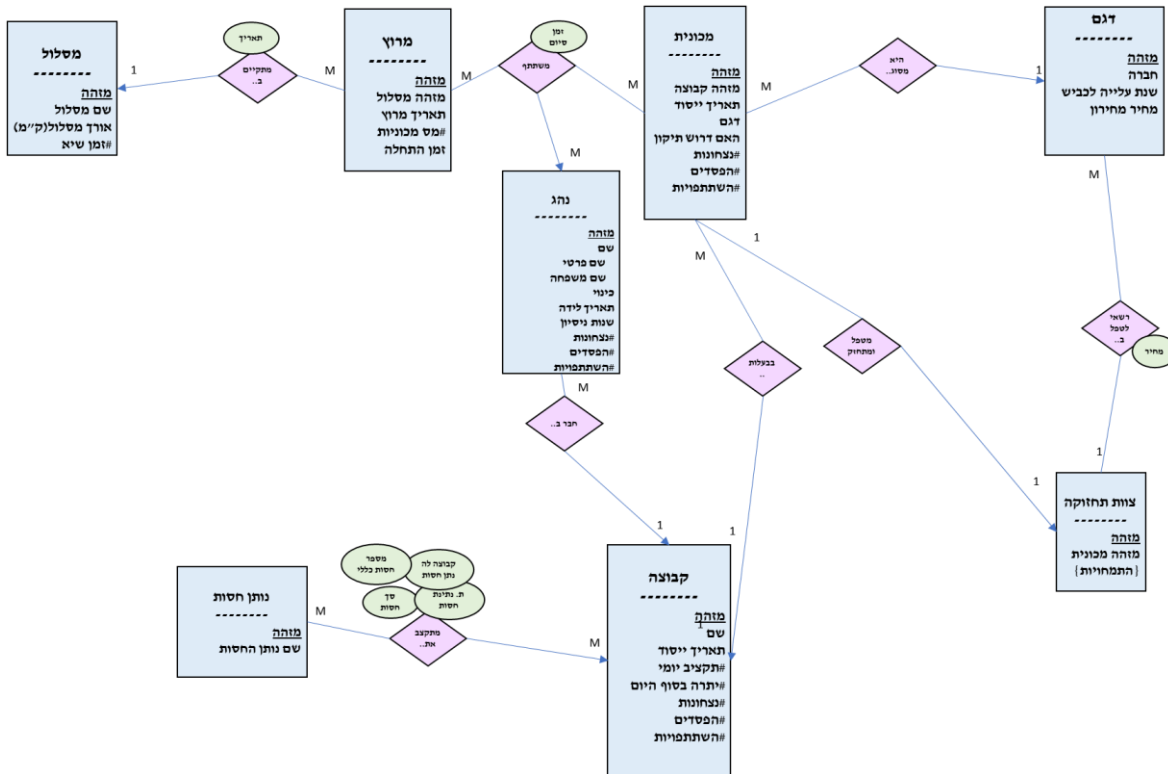 דגם
--------
מזהה
חברה
שנת עלייה לכביש
מחיר מחירון
היא
מסוג..
M
1
מכונית
--------
מזהה
מזהה קבוצה
תאריך ייסוד
דגם
האם דרוש תיקון
#נצחונות
#הפסדים
#השתתפויות
זמן
סיום
משתתף
M
M
M
מרוץ
--------
מזהה
מזהה מסלול
תאריך מרוץ
#מס מכוניות
זמן התחלה
תאריך
מתקיים
ב..
M
1
מסלול
--------
מזהה
שם מסלול
אורך מסלול(ק"מ)
#זמן שיא
נהג
--------
מזהה
שם
שם פרטי
שם משפחה
כינוי
תאריך לידה
שנות ניסיון
#נצחונות
#הפסדים
#השתתפויות
M
רשאי
לטפל
ב..
מחיר
M
1
1
מטפל
ומתחזק
1
M
בבעלות
..
1
חבר ב..
M
1
צוות תחזוקה
--------
מזהה
מזהה מכונית
{התמחויות}
קבוצה
--------
מזהה
1
שם
תאריך ייסוד
#תקציב יומי
#יתרה בסוף היום
#נצחונות
#הפסדים
#השתתפויות
קבוצה לה
נתן חסות
מספר
חסות כללי
ת. נתינת
חסות
סך
חסות
מתקצב
את..
M
M
נותן חסות
--------
מזהה
שם נותן החסות